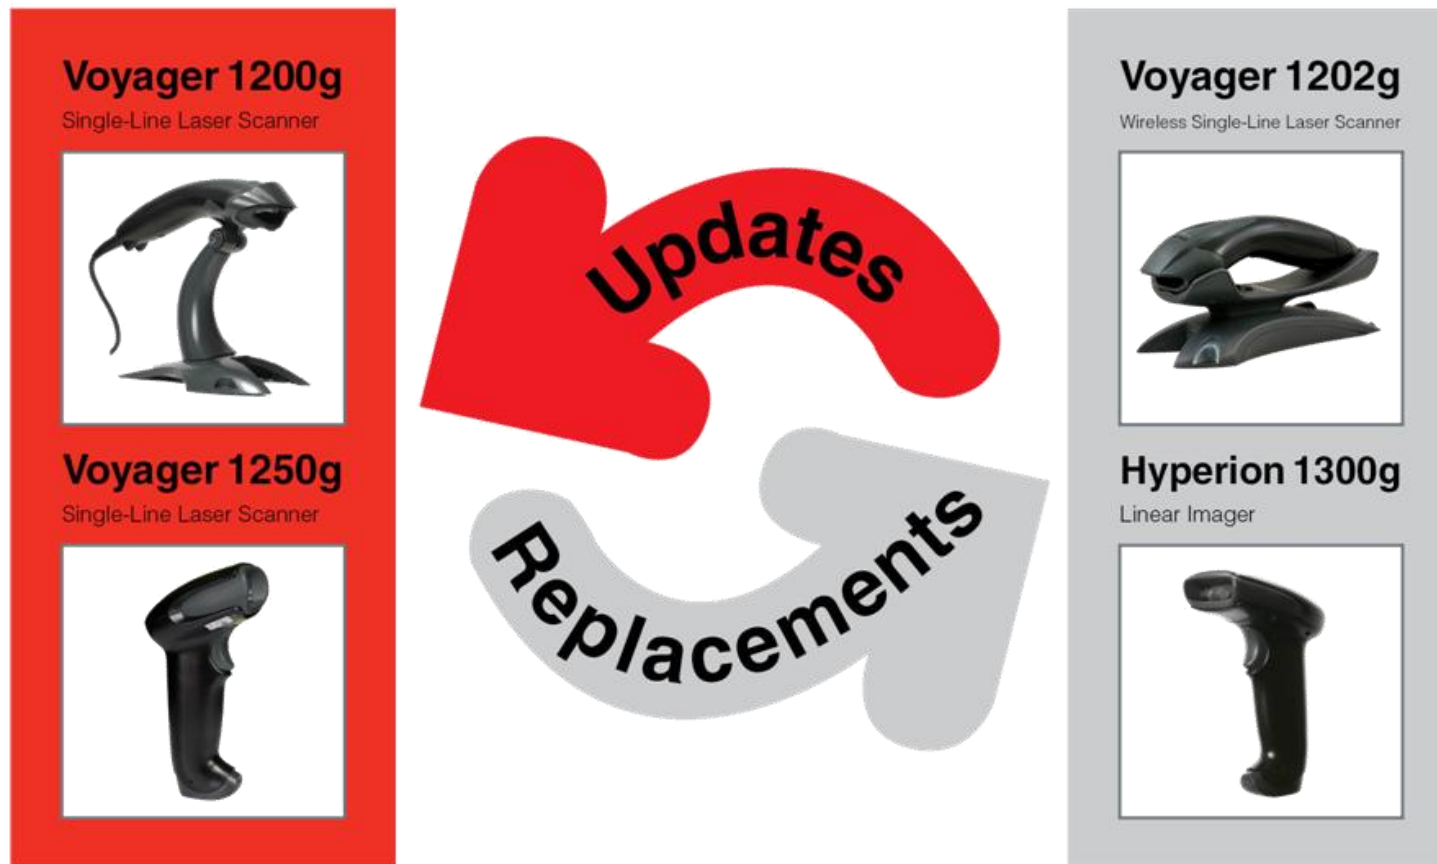 Voyager 1200g
Single-Line Laser Scanner
Voyager 1250g
Single-Line Laser Scanner
Updates
Replacements
Voyager 1202g
Wireless Single-Line Laser Scanner
Hyperion 1300g
Linear Imager